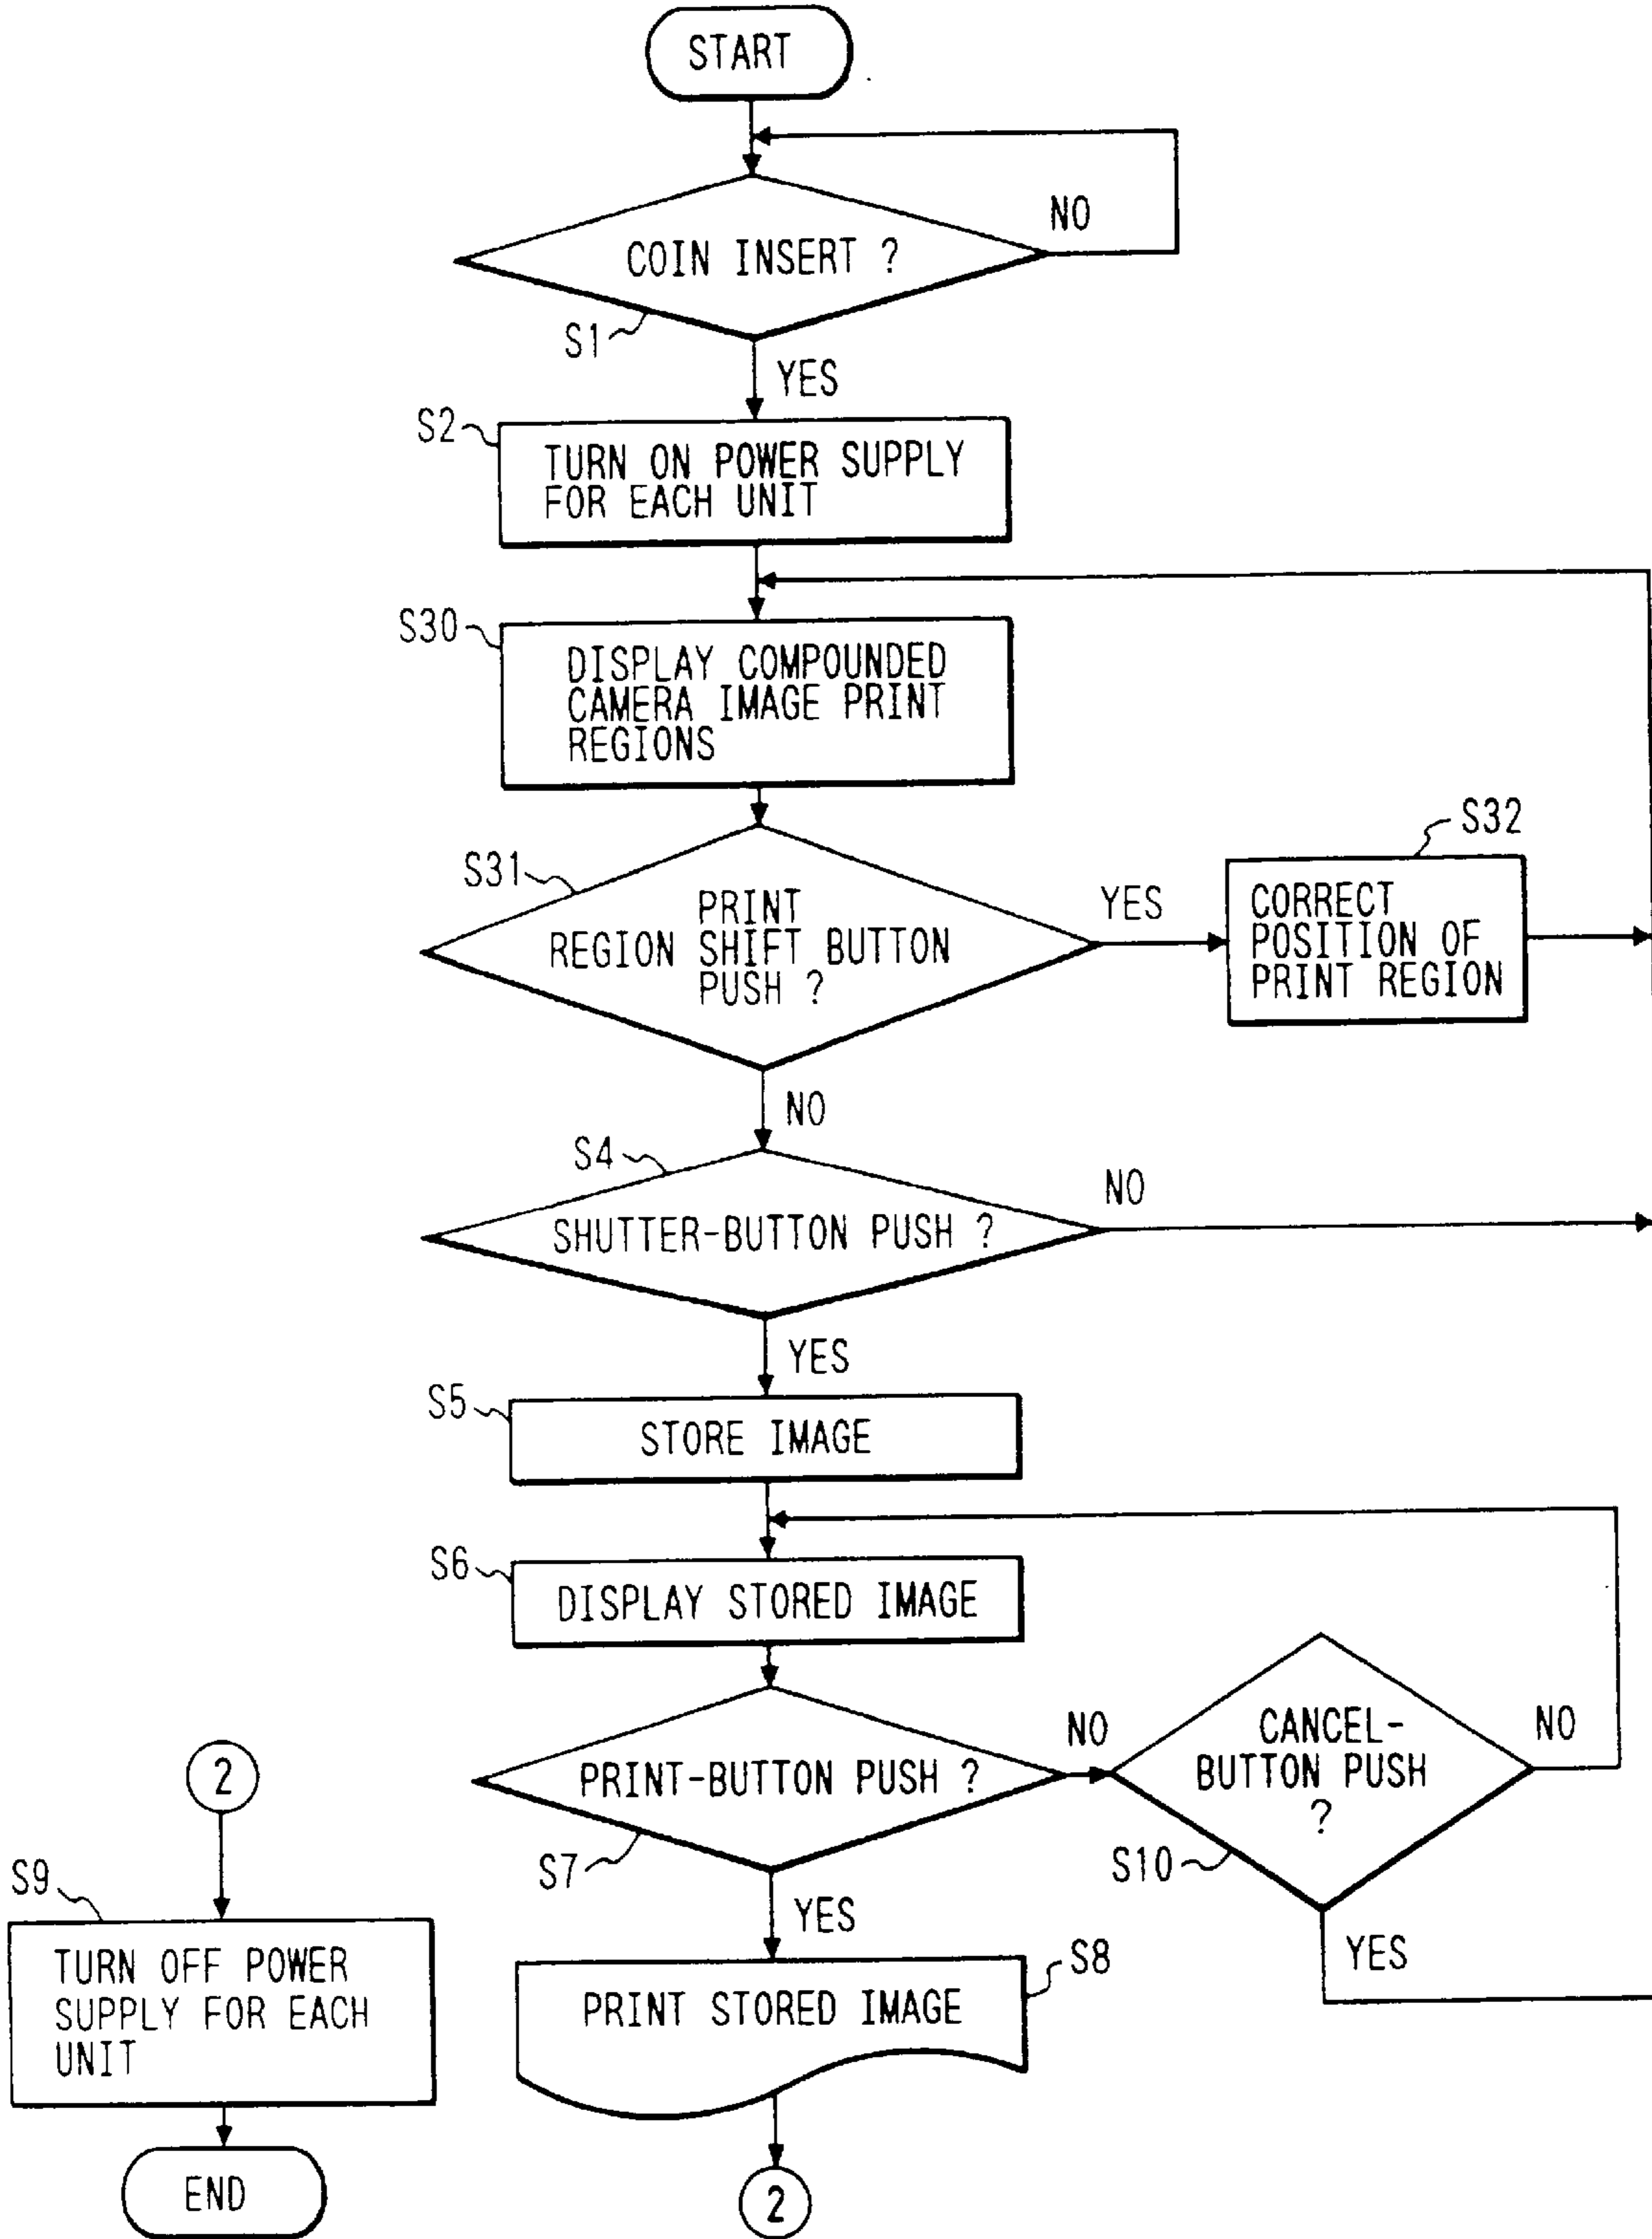 START
NO
COIN INSERT ?
S1
YES
S2
TURN ON POWER SUPPLY
FOR EACH UNIT
S30
DISPLAY COMPOUNDED
CAMERA IMAGE PRINT
REGIONS
S32
S31
PRINT
REGION SHIFT BUTTON
PUSH ?
YES
CORRECT
POSITION OF
PRINT REGION
NO
S4
NO
SHUTTER-BUTTON PUSH ?
YES
S5
STORE IMAGE
S6
DISPLAY STORED IMAGE
PRINT-BUTTON PUSH ?
NO
CANCEL-
BUTTON PUSH
?
NO
S7
S10
YES
YES
2
S9
TURN OFF POWER
SUPPLY FOR EACH
UNIT
END
S8
PRINT STORED IMAGE
2